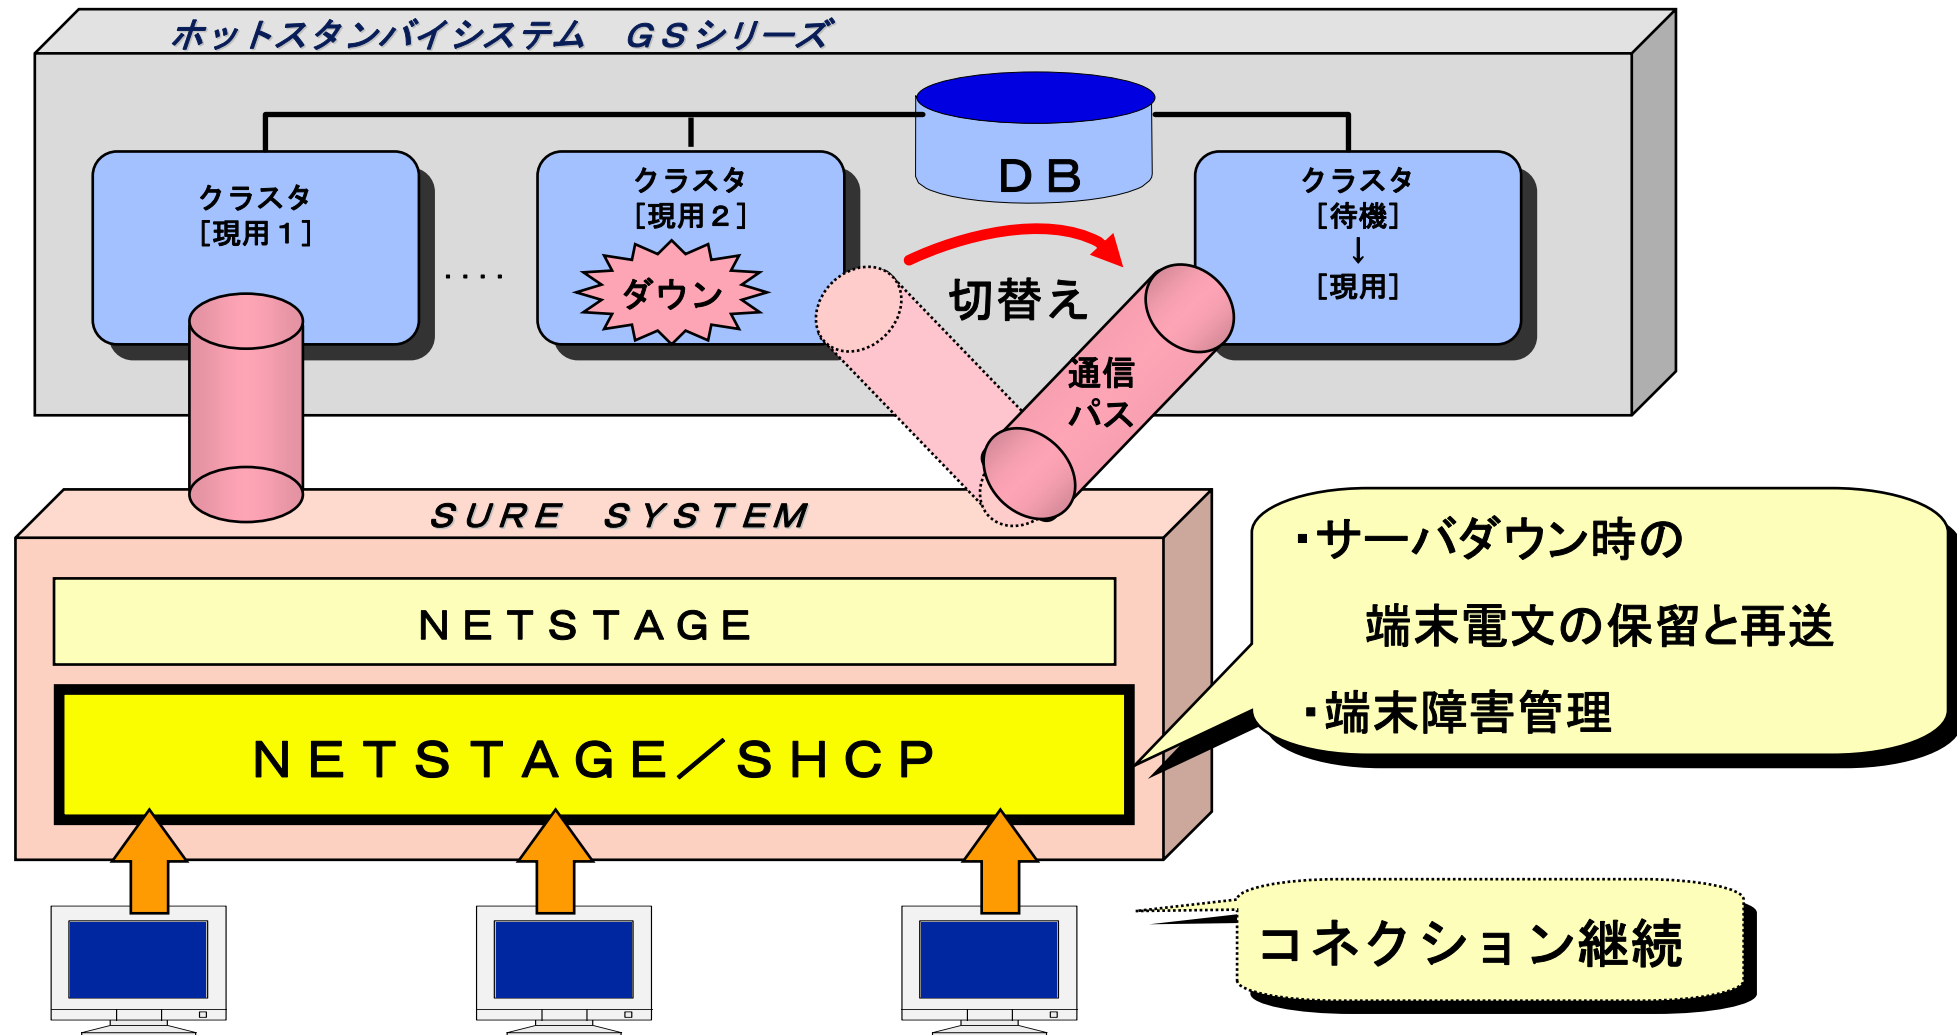 ホットスタンバイシステム　GSシリーズ
DB
クラスタ
[現用1]
‥‥
クラスタ
[現用2]
ダウン
クラスタ
[待機]
↓
[現用]
切替え
通信
パス
SURE　SYSTEM
NETSTAGE
NETSTAGE／SHCP
・サーバダウン時の
端末電文の保留と再送
・端末障害管理
コネクション継続